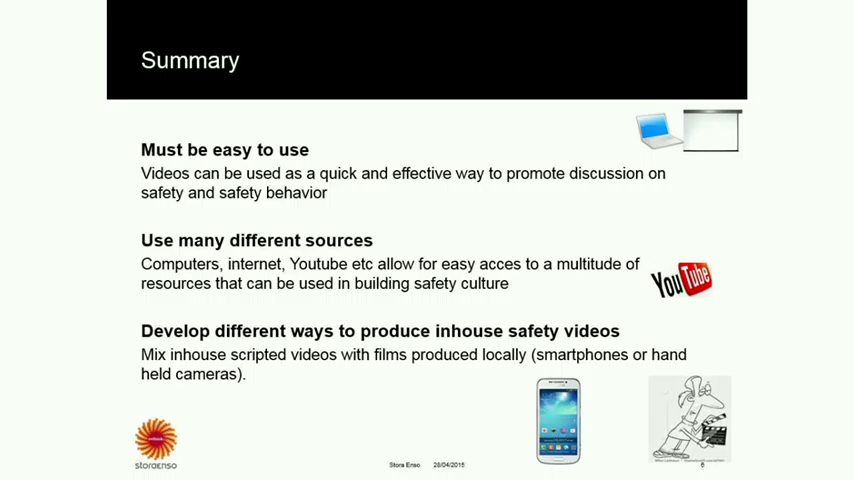 Summary
Must be easy to use
Videos can be used as a quick and effective way to promote discussion on
safety and safety behavior
Use many different sources
Computers, internet, Youtube etc allow for easy acces to a multitude of
resources that can be used in building safety culture
YouTube
Develop different ways to produce inhouse safety videos
Mix inhouse scripted videos with films produced locally (smartphones or hand
held cameras).
storaenso
Stora Enso 28/04/2015 6